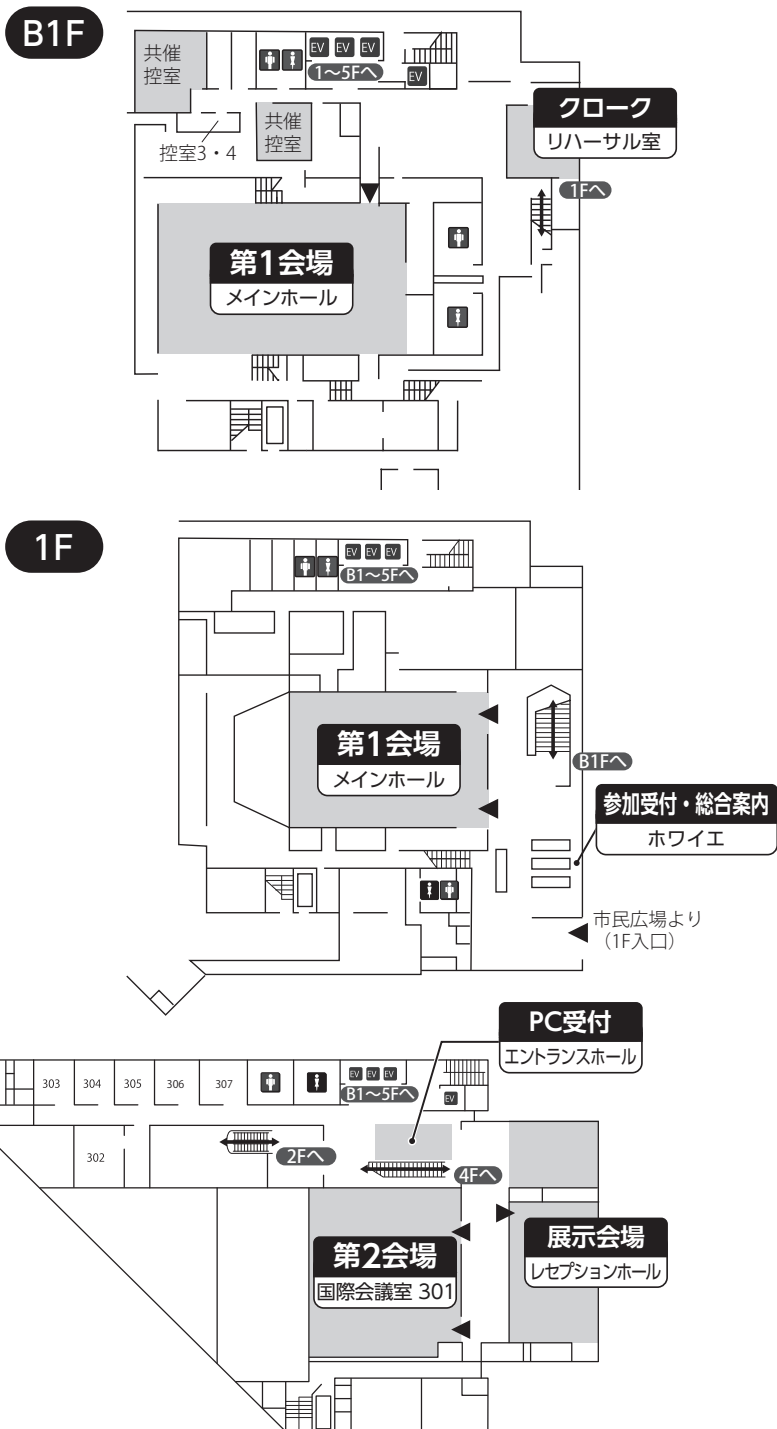 B1F
共催
控室
EV EV EV
1〜5Fへ
EV
共催
控室
控室3・4
クローク
リハーサル室
1Fへ
第1会場
メインホール
1F
EV EV EV
B1〜5Fへ
第1会場
メインホール
B1Fへ
参加受付・総合案内
ホワイエ
市民広場より
（1F入口）
PC受付
エントランスホール
303 304 305 306 307
EV EV EV
B1〜5Fへ
EV
302
2Fへ
4Fへ
第2会場
国際会議室 301
展示会場
レセプションホール